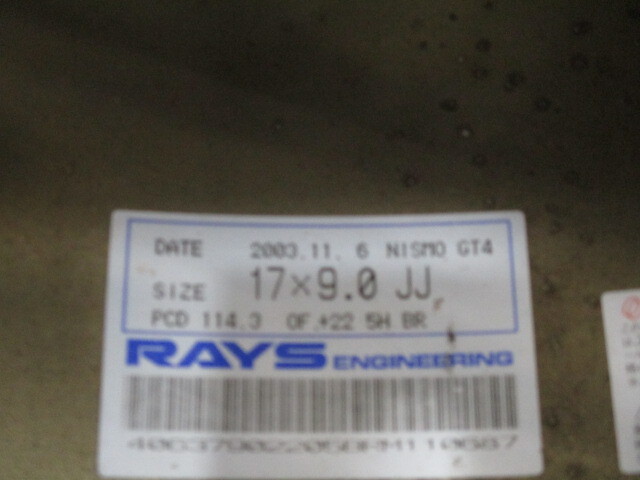 DATE 2003.11. 6 NISMO GT4
SIZE 17×9.0 JJ
PCD 114.3 OF.+22 5H BR
RAYS ENGINEERING